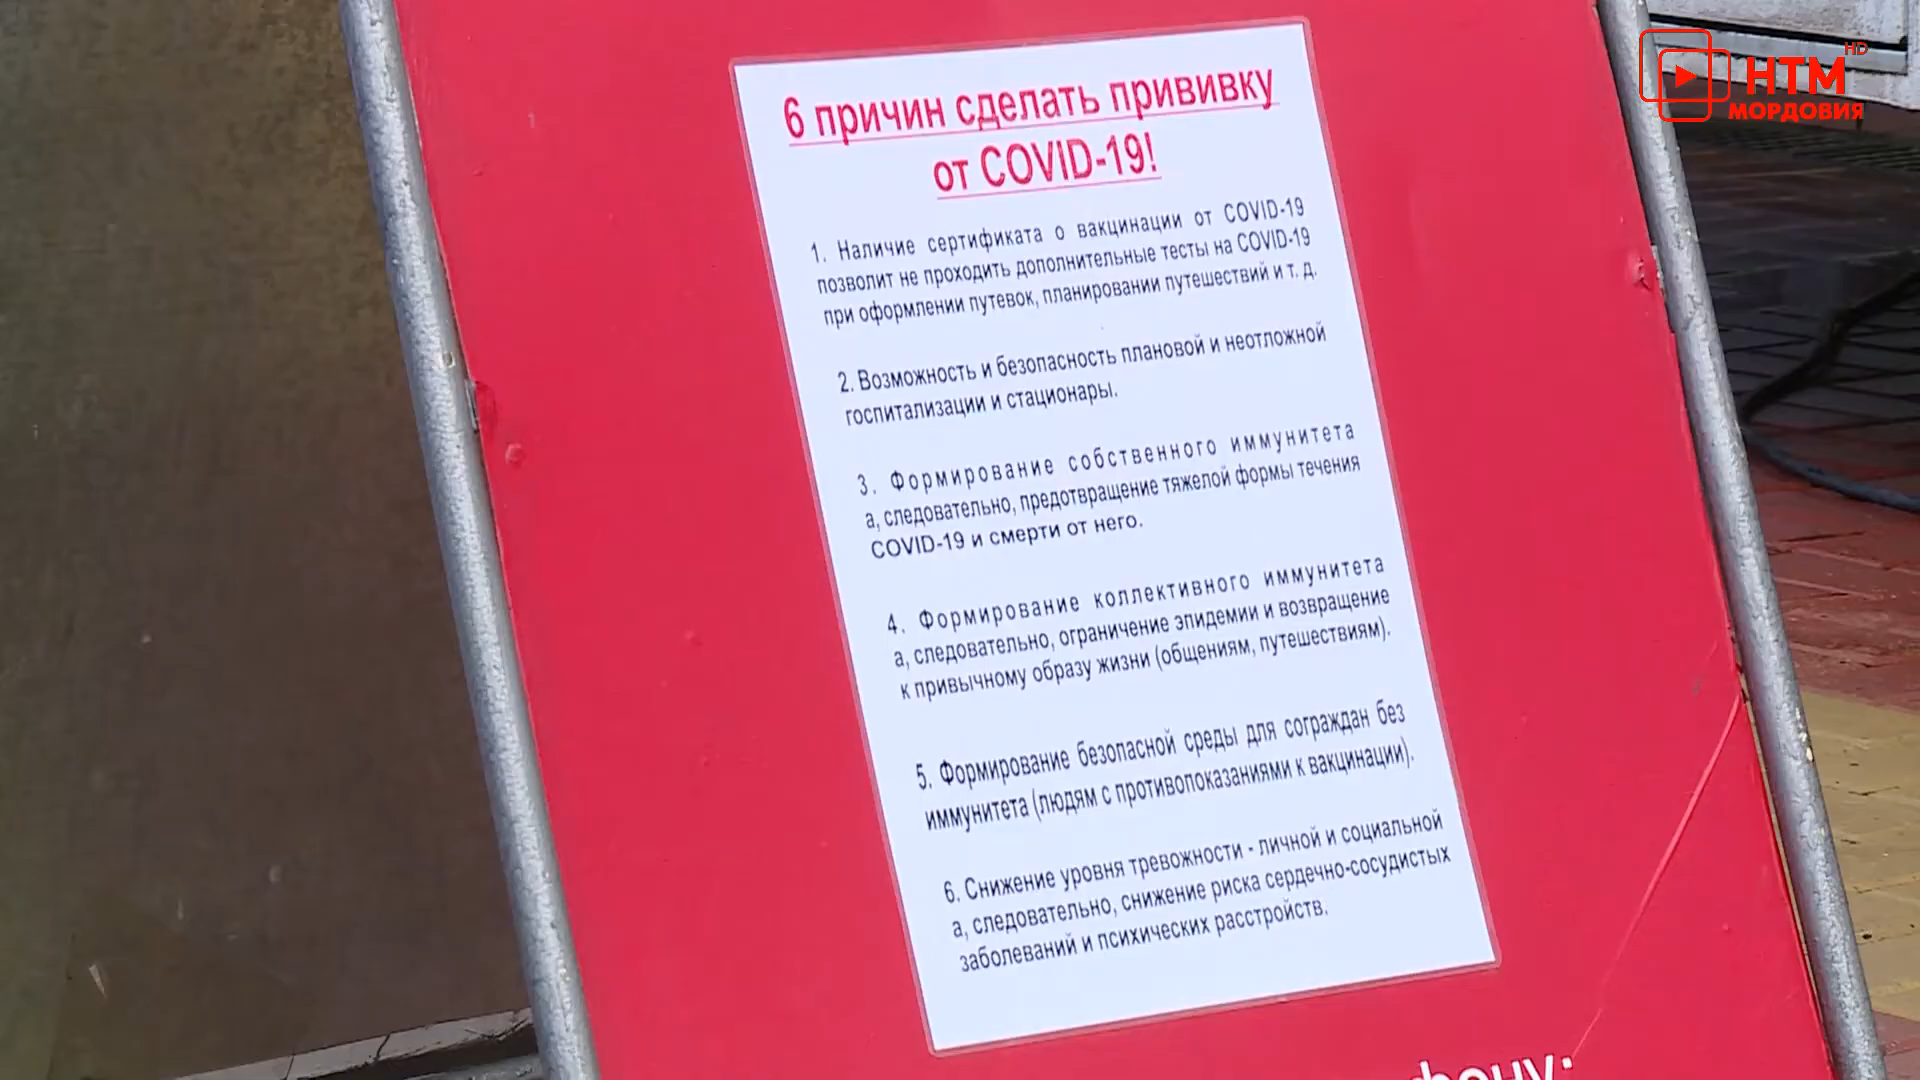 HD
НТМ
МОРДОВИЯ
6 причин сделать прививку
от COVID-19!
1. Наличие сертификата о вакцинации от COVID-19
позволит не проходить дополнительные тесты на COVID-19
при оформлении путевок, планировании путешествий и т. д.
2. Возможность и безопасность плановой и неотложной
госпитализации и стационары.
3. Формирование собственного иммунитета
а, следовательно, предотвращение тяжелой формы течения
COVID-19 и смерти от него.
4. Формирование коллективного иммунитета
а, следовательно, ограничение эпидемии и возвращение
к привычному образу жизни (общениям, путешествиям).
5. Формирование безопасной среды для сограждан без
иммунитета (людям с противопоказаниями к вакцинации).
6. Снижение уровня тревожности - личной и социальной
а, следовательно, снижение риска сердечно-сосудистых
заболеваний и психических расстройств.